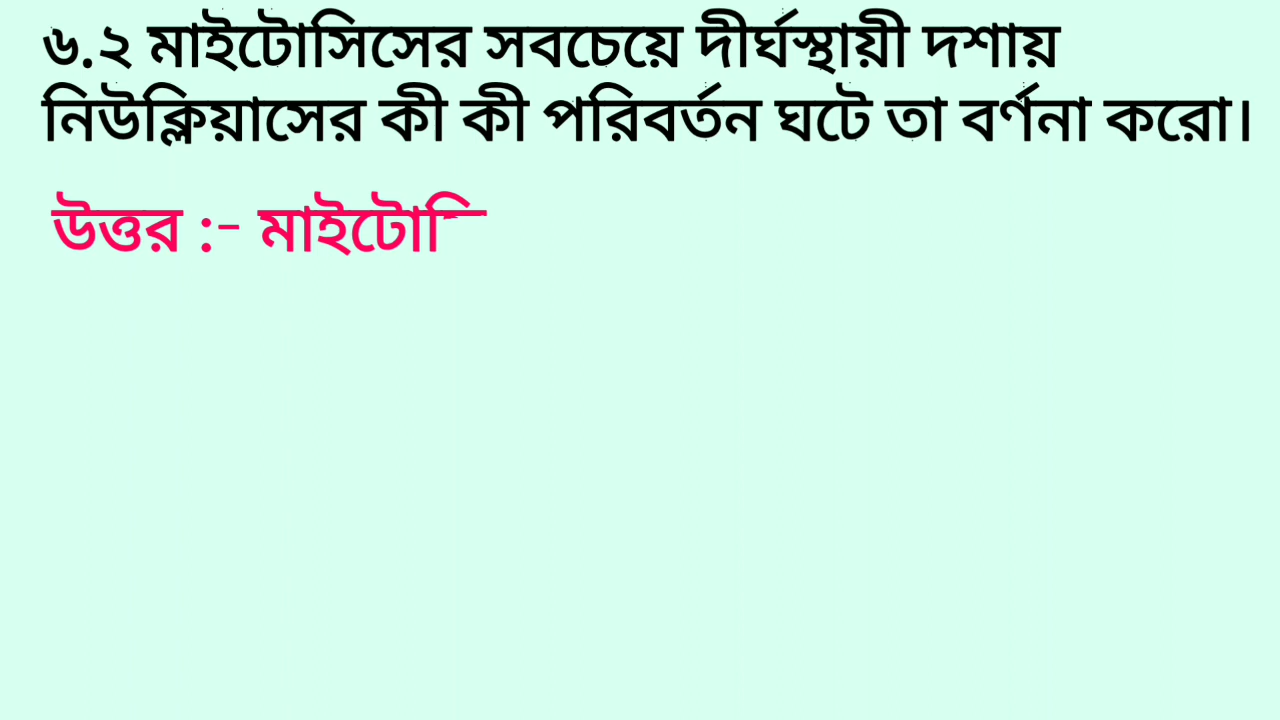 ৬.২ মাইটোসিসের সবচেয়ে দীর্ঘস্থায়ী দশায়
নিউক্লিয়াসের কী কী পরিবর্তন ঘটে তা বর্ণনা করো।
উত্তর :- মাইটোি